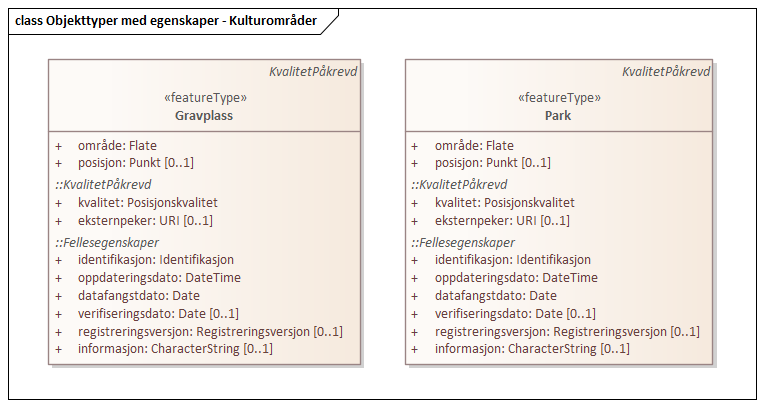 class Objekttyper med egenskaper - Kulturområder
KvalitetPåkrevd
«featureType»
Gravplass
+ område: Flate
+ posisjon: Punkt [0..1]
::KvalitetPåkrevd
+ kvalitet: Posisjonskvalitet
+ eksternpeker: URI [0..1]
::Fellesegenskaper
+ identifikasjon: Identifikasjon
+ oppdateringsdato: DateTime
+ datafangstdato: Date
+ verifiseringsdato: Date [0..1]
+ registreringsversjon: Registreringsversjon [0..1]
+ informasjon: CharacterString [0..1]
KvalitetPåkrevd
«featureType»
Park
+ område: Flate
+ posisjon: Punkt [0..1]
::KvalitetPåkrevd
+ kvalitet: Posisjonskvalitet
+ eksternpeker: URI [0..1]
::Fellesegenskaper
+ identifikasjon: Identifikasjon
+ oppdateringsdato: DateTime
+ datafangstdato: Date
+ verifiseringsdato: Date [0..1]
+ registreringsversjon: Registreringsversjon [0..1]
+ informasjon: CharacterString [0..1]